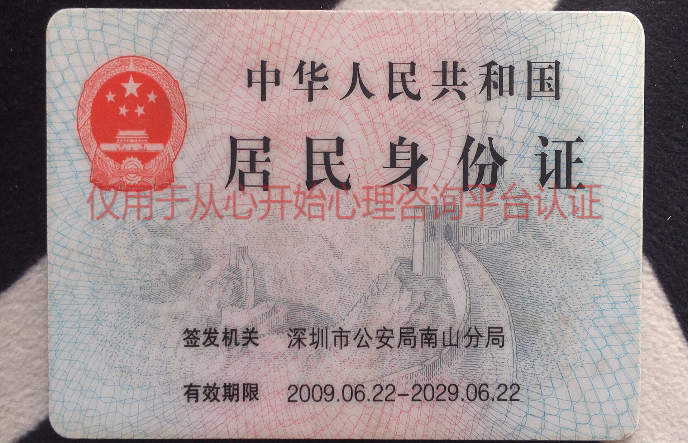 中华人民共和国
居民身份证
仅用于从心开始心理咨询平台认证
签发机关 深圳市公安局南山分局
有效期限 2009.06.22-2029.06.22